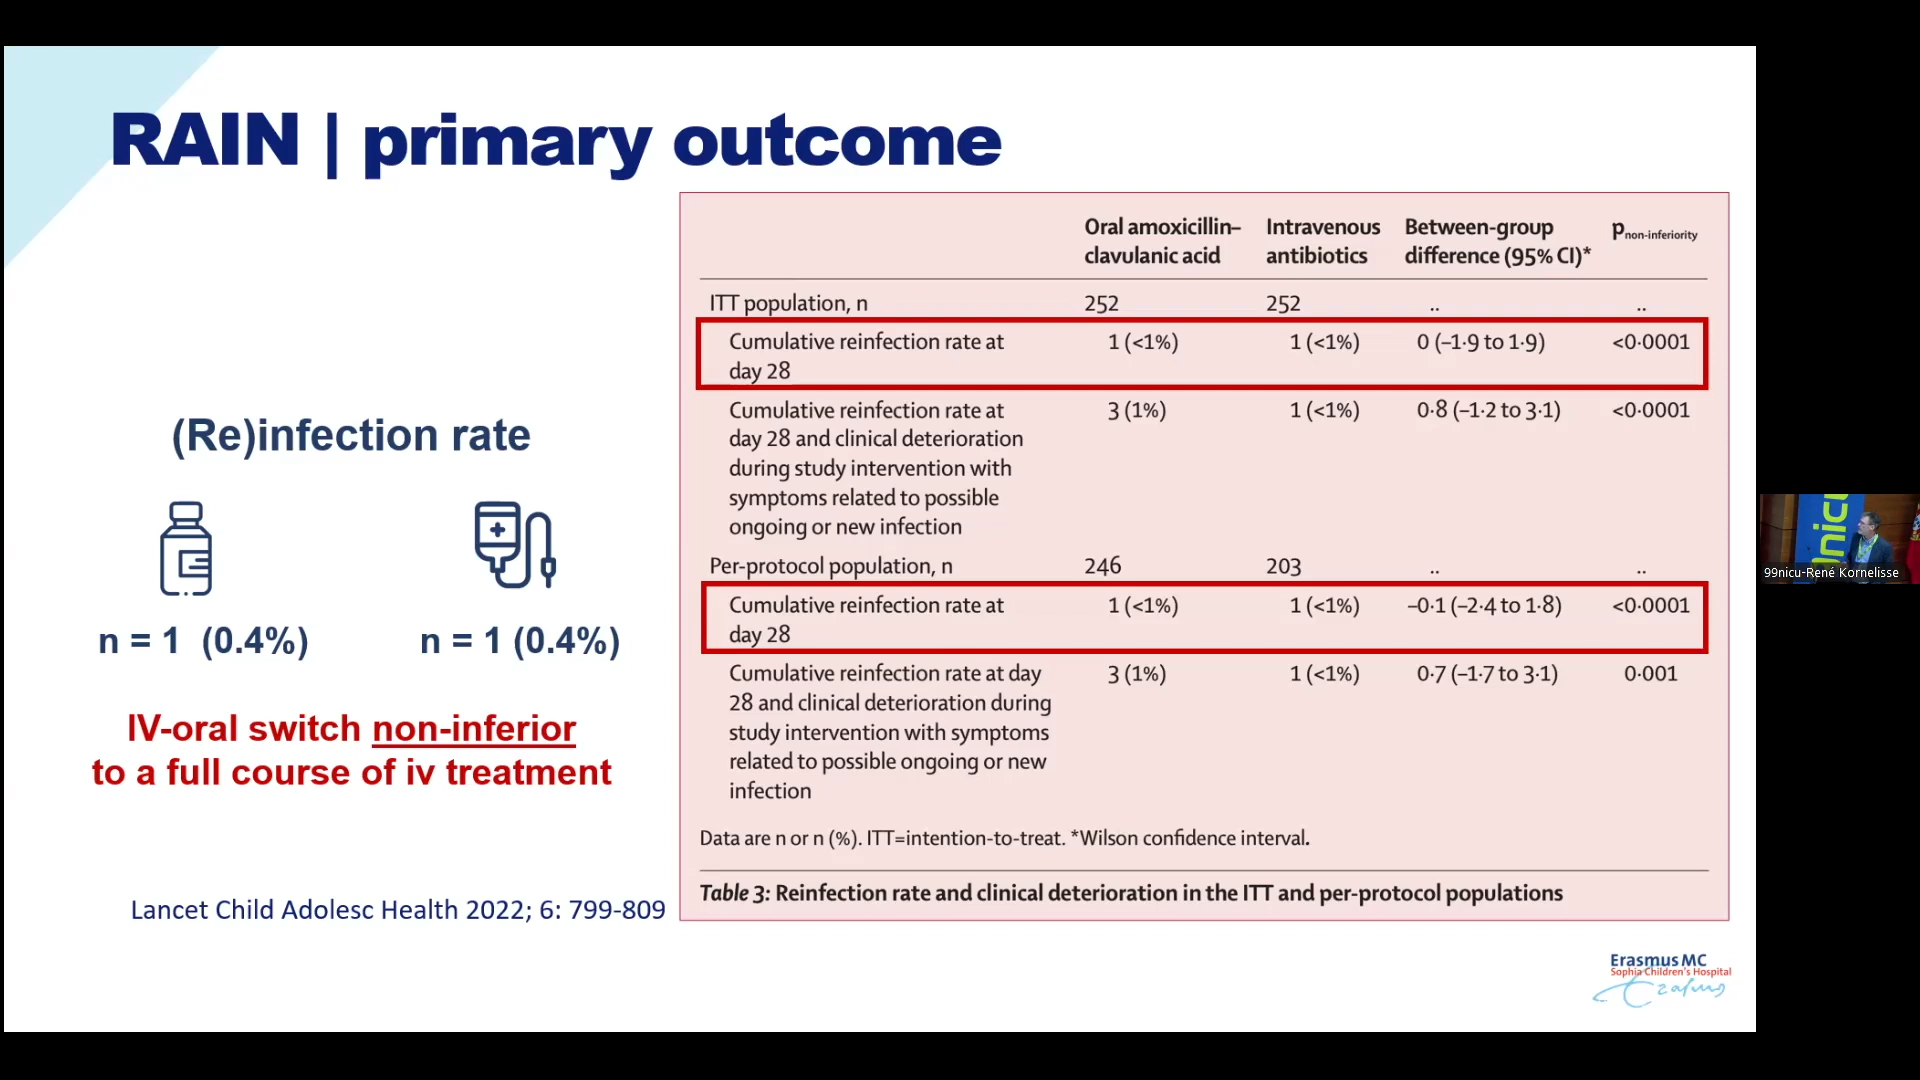 RAIN | primary outcome
(Re)infection rate
n = 1 (0.4%)
n = 1 (0.4%)
IV-oral switch non-inferior
to a full course of iv treatment
Lancet Child Adolesc Health 2022; 6: 799-809
Oral amoxicillin–
clavulanic acid
Intravenous
antibiotics
Between-group
difference (95% CI)*
pnon-inferiority
ITT population, n 252 252 .. ..
Cumulative reinfection rate at 1 (<1%) 1 (<1%) 0 (–1·9 to 1·9) <0·0001
day 28
Cumulative reinfection rate at 3 (1%) 1 (<1%) 0·8 (–1·2 to 3·1) <0·0001
day 28 and clinical deterioration
during study intervention with
symptoms related to possible
ongoing or new infection
Per-protocol population, n 246 203 .. ..
Cumulative reinfection rate at 1 (<1%) 1 (<1%) –0·1 (–2·4 to 1·8) <0·0001
day 28
Cumulative reinfection rate at day 3 (1%) 1 (<1%) 0·7 (–1·7 to 3·1) 0·001
28 and clinical deterioration during
study intervention with symptoms
related to possible ongoing or new
infection
Data are n or n (%). ITT=intention-to-treat. *Wilson confidence interval.
Table 3: Reinfection rate and clinical deterioration in the ITT and per-protocol populations
Erasmus MC
Sophia Children's Hospital
Erasmus
nicu
99nicu-René Kornelisse